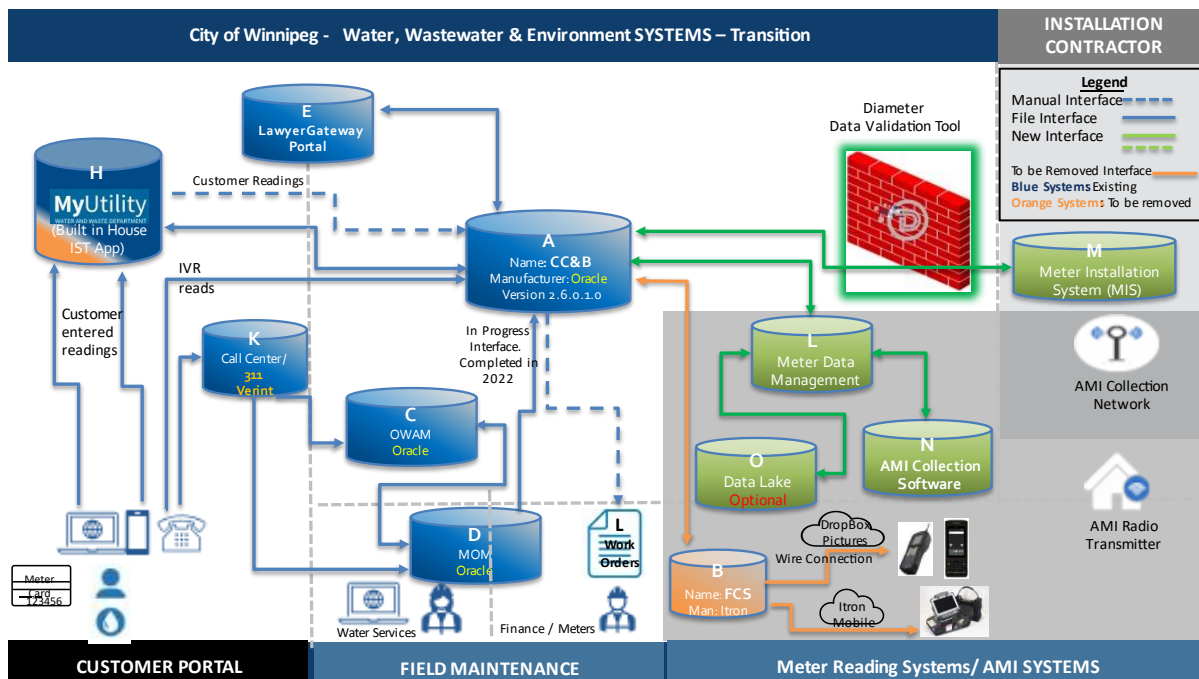 City of Winnipeg - Water, Wastewater & Environment SYSTEMS – Transition
INSTALLATION
CONTRACTOR
Legend
Manual Interface
File Interface
New Interface
To be Removed Interface
Blue Systems: Existing
Orange Systems: To be removed
E
LawyerGateway
Portal
Diameter
Data Validation Tool
D
H
MyUtility
WATER AND WASTE DEPARTMENT
(Built in House
IST App)
Customer Readings
A
Name: CC&B
Manufacturer: Oracle
Version 2.6.0.1.0
M
Meter Installation
System (MIS)
IVR
reads
Customer
entered
readings
K
Call Center/
311
Verint
In Progress
Interface.
Completed in
2022
L
Meter Data
Management
AMI Collection
Network
C
OWAM
Oracle
N
AMI Collection
Software
O
Data Lake
Optional
D
MOM
Oracle
L
Work
Orders
DropBox
Pictures
Wire Connection
AMI Radio
Transmitter
B
Name: FCS
Man: Itron
Itron
Mobile
Meter
Card
123456
Water Services
Finance / Meters
CUSTOMER PORTAL
FIELD MAINTENANCE
Meter Reading Systems/ AMI SYSTEMS